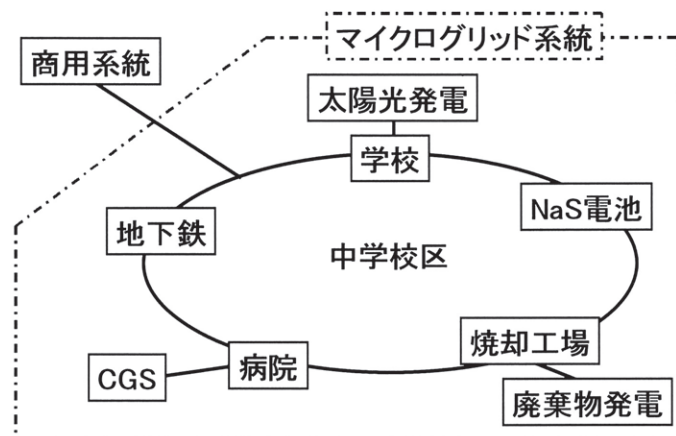 マイクログリッド系統
商用系統
太陽光発電
学校
NaS電池
地下鉄
中学校区
焼却工場
病院
CGS
廃棄物発電